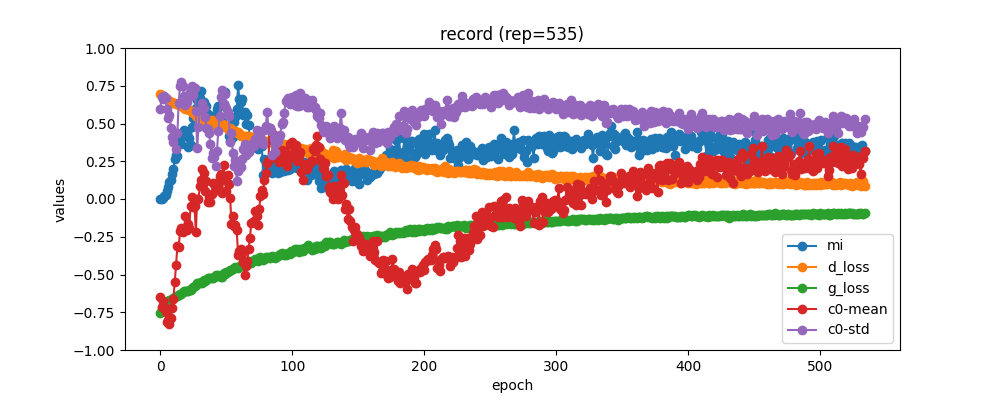 record (rep=535)
1.00
0.75
0.50
0.25
0.00
−0.25
−0.50
−0.75
−1.00
values
0 100 200 300 400 500
epoch
mi
d_loss
g_loss
c0-mean
c0-std